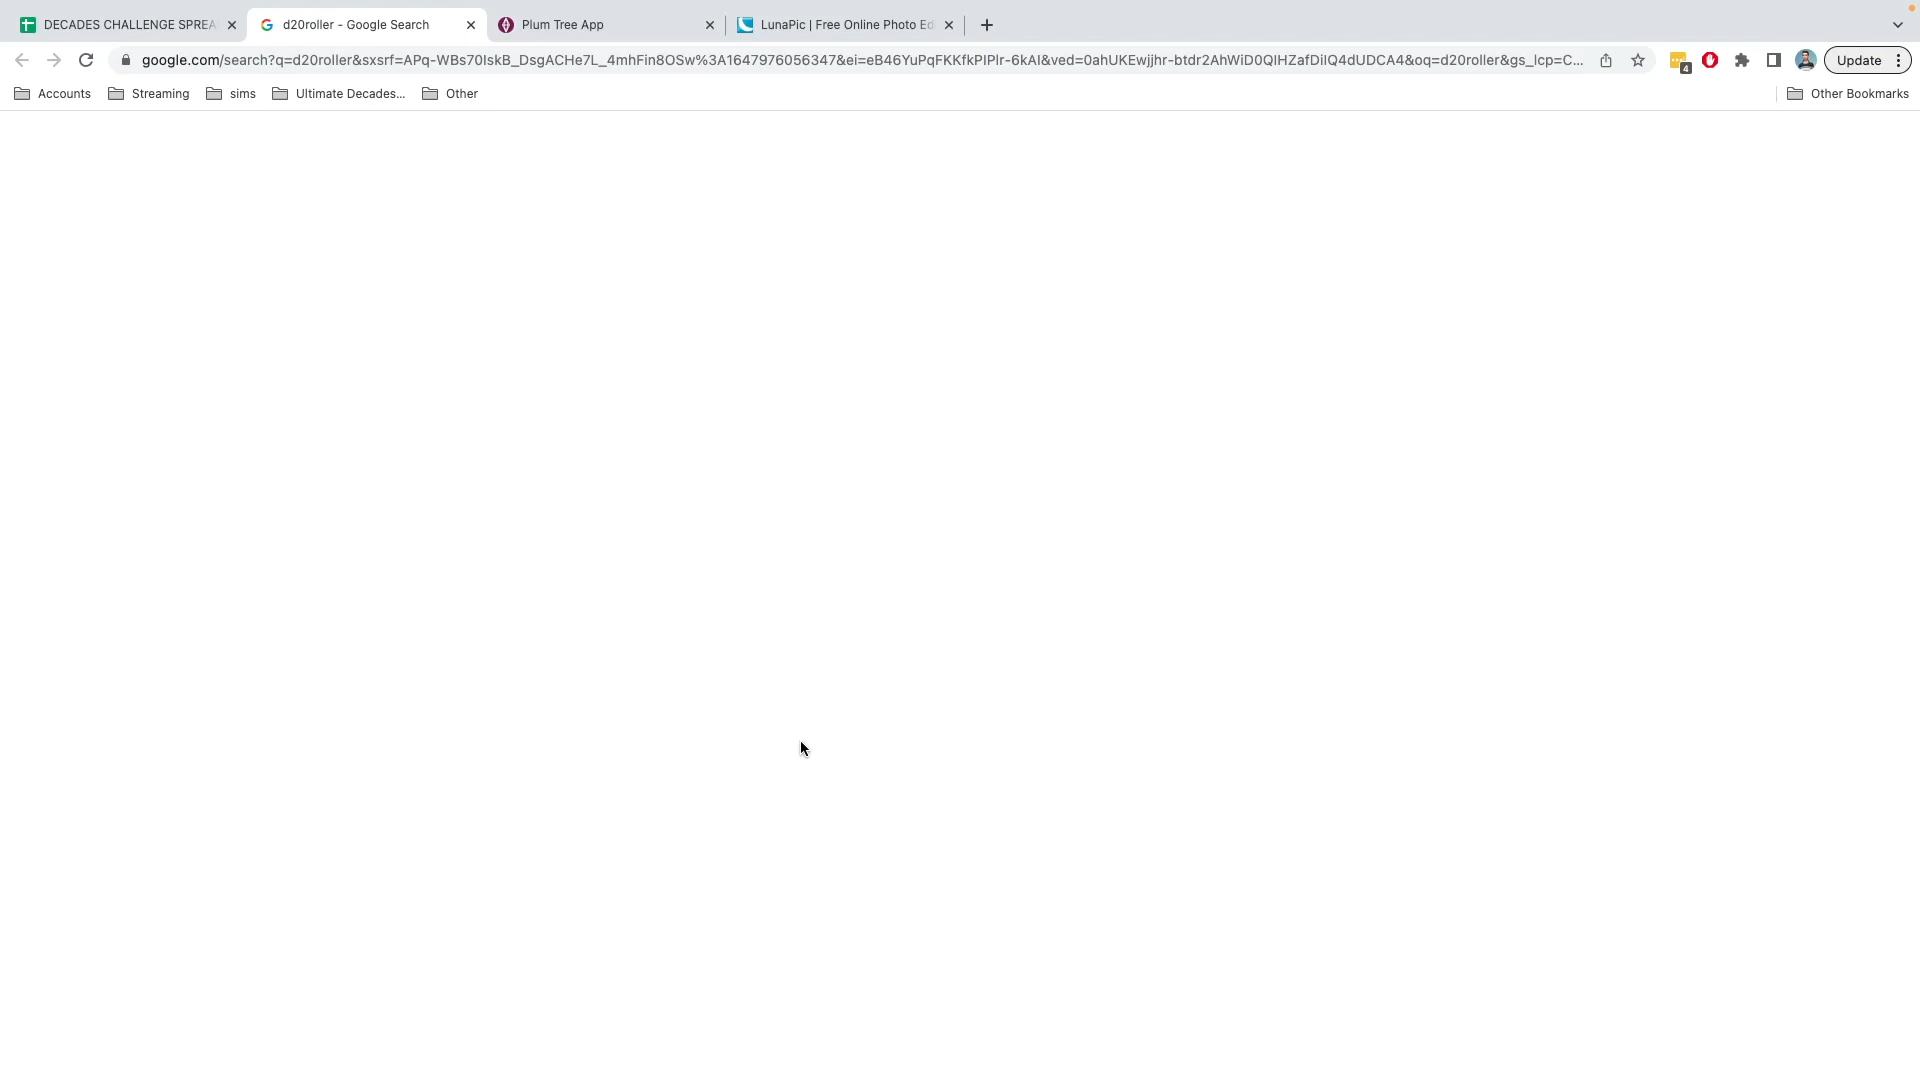 DECADES CHALLENGE SPREA
d20roller - Google Search
Plum Tree App
LunaPic | Free Online Photo Ed
google.com/search?q=d20roller&sxsrf=APq-WBs70IskB_DsgACHe7L_4mhFin8OSw%3A1647976056347&ei=eB46YuPqFKKfkPIPlr-6kAI&ved=0ahUKEwjjhr-btdr2AhWiD0QIHZafDiIQ4dUDCA4&oq=d20roller&gs_lcp=C...
4
Update
Accounts
Streaming
sims
Ultimate Decades...
Other
Other Bookmarks